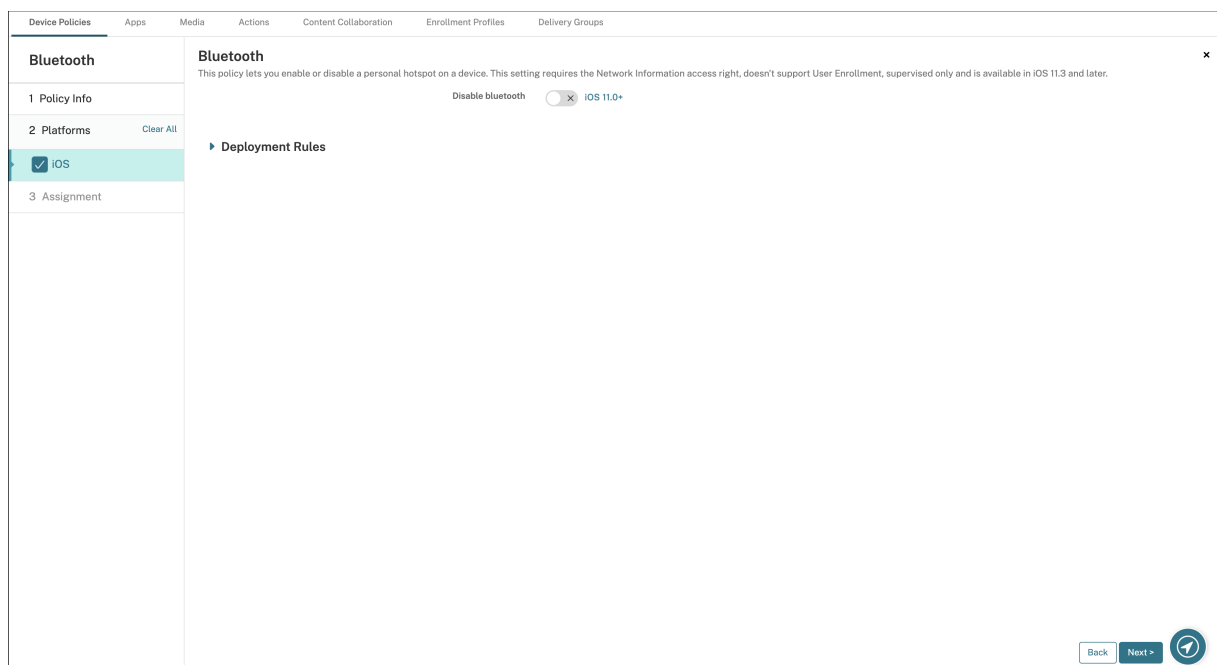 Device Policies Apps Media Actions Content Collaboration Enrollment Profiles Delivery Groups
Bluetooth
1 Policy Info
2 Platforms Clear All
iOS
3 Assignment
Bluetooth
This policy lets you enable or disable a personal hotspot on a device. This setting requires the Network Information access right, doesn't support User Enrollment, supervised only and is available in iOS 11.3 and later.
Disable bluetooth iOS 11.0+
Deployment Rules
Back Next >